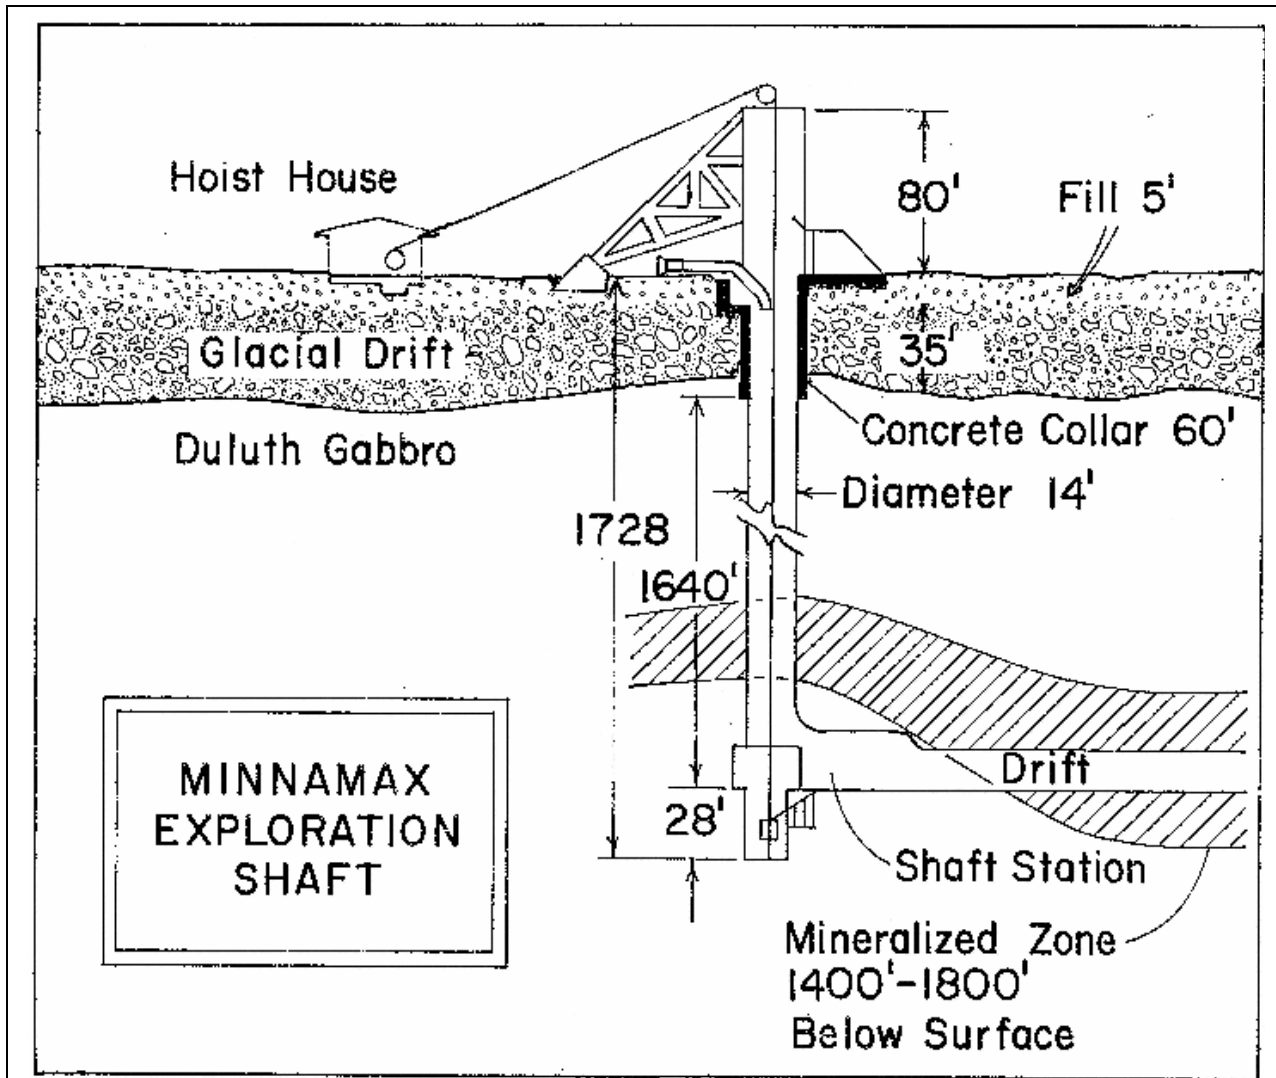 Hoist House
80'
Fill 5'
Glacial Drift
35'
Duluth Gabbro
Concrete Collar 60'
Diameter 14'
1728
1640'
Drift
28'
Shaft Station
MINNAMAX
EXPLORATION
SHAFT
Mineralized Zone
1400'-1800'
Below Surface